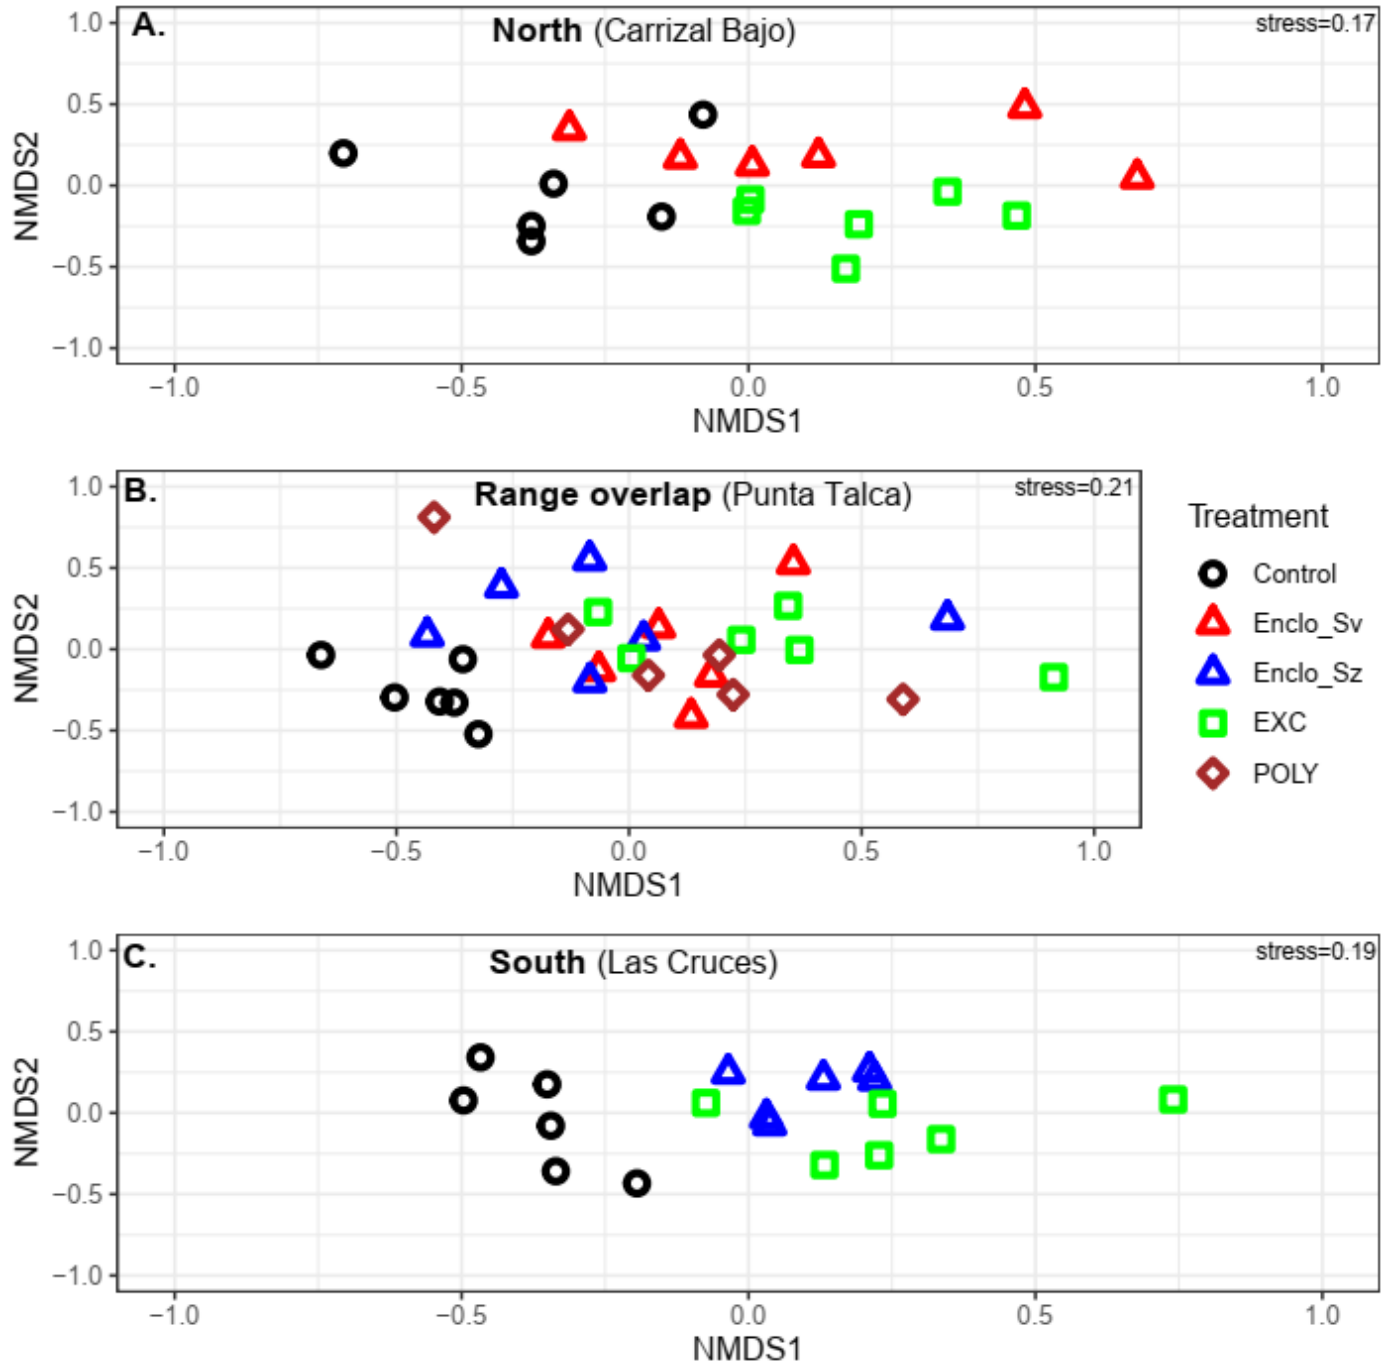 A. North (Carrizal Bajo) stress=0.17
1.0
0.5
0.0
−0.5
−1.0
NMDS2
−1.0 −0.5 0.0 0.5 1.0
NMDS1
B. Range overlap (Punta Talca) stress=0.21
1.0
0.5
0.0
−0.5
−1.0
NMDS2
−1.0 −0.5 0.0 0.5 1.0
NMDS1
Treatment
Control
Enclo_Sv
Enclo_Sz
EXC
POLY
C. South (Las Cruces) stress=0.19
1.0
0.5
0.0
−0.5
−1.0
NMDS2
−1.0 −0.5 0.0 0.5 1.0
NMDS1